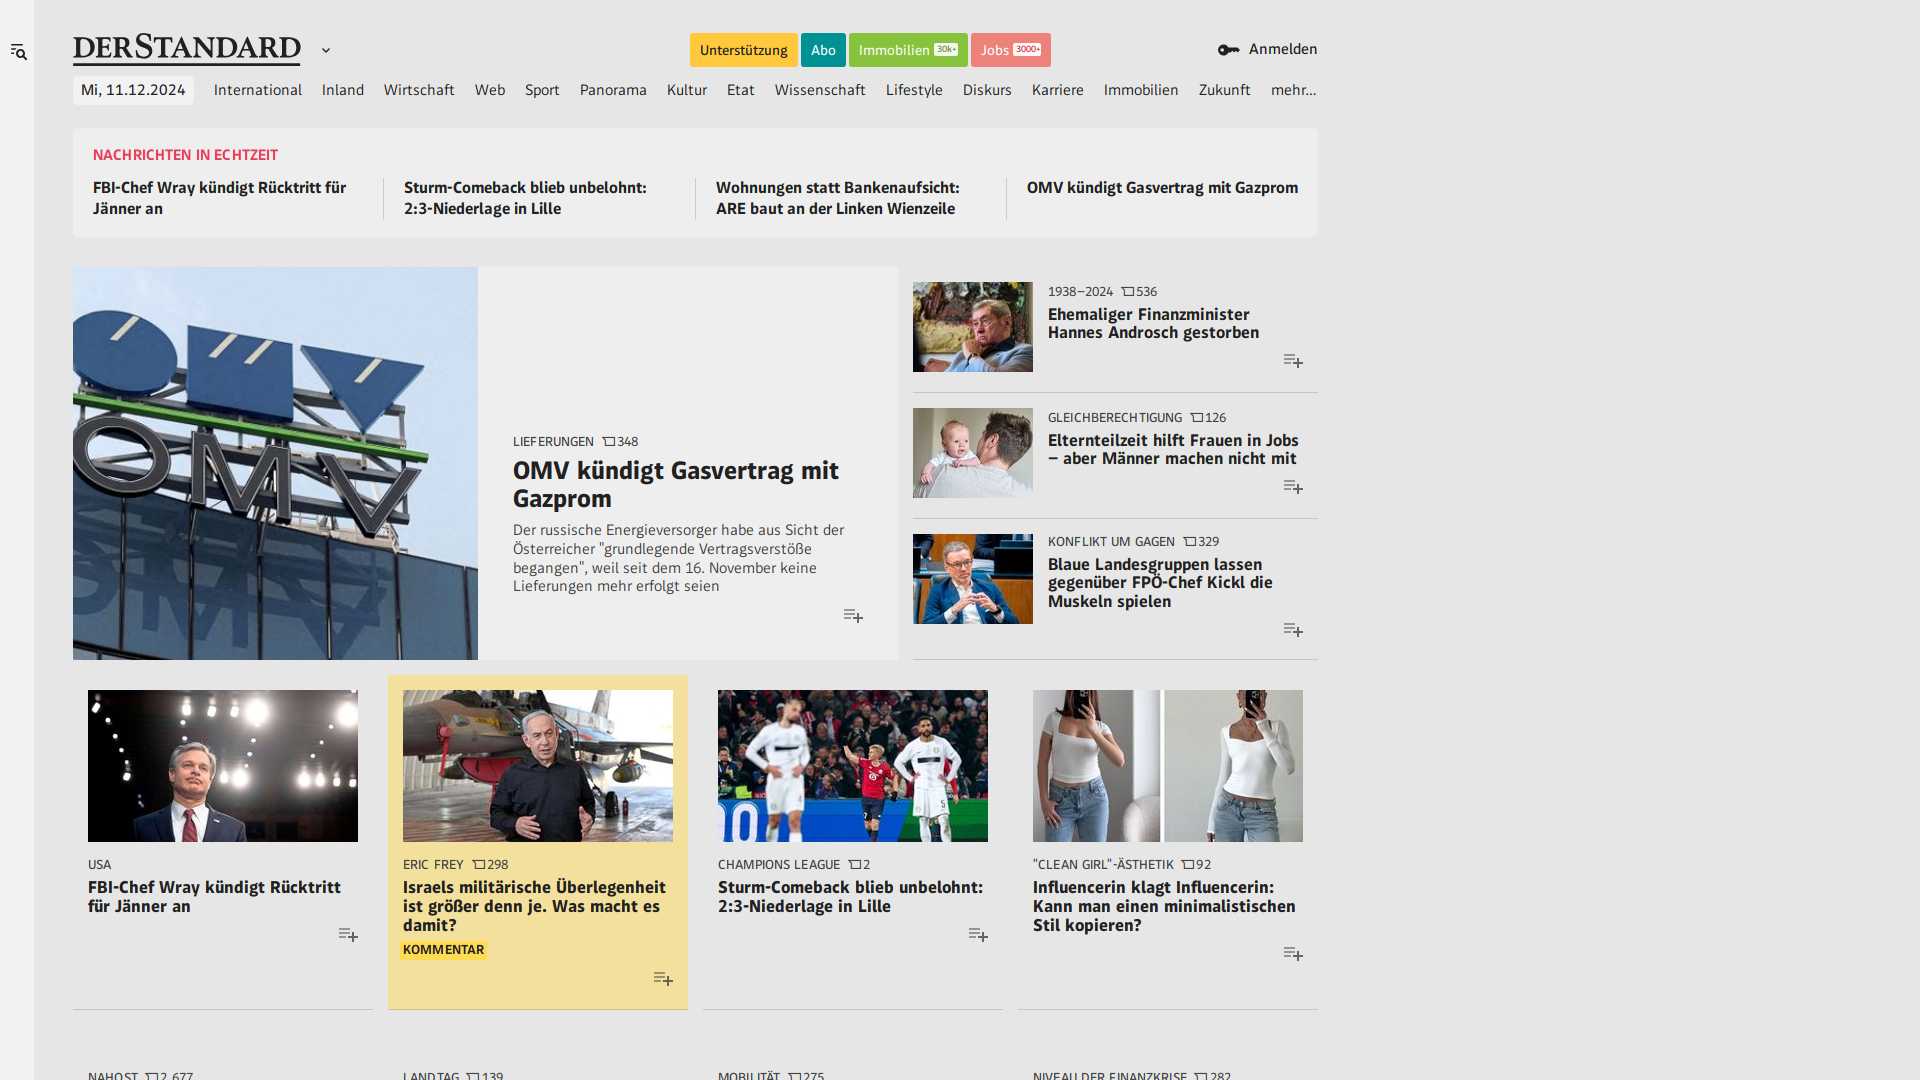 DERSTANDARD
Unterstützung
Abo
Immobilien 30k+
Jobs 3000+
Anmelden
Mi, 11.12.2024
International
Inland
Wirtschaft
Web
Sport
Panorama
Kultur
Etat
Wissenschaft
Lifestyle
Diskurs
Karriere
Immobilien
Zukunft
mehr…
NACHRICHTEN IN ECHTZEIT
FBI-Chef Wray kündigt Rücktritt für
Jänner an
Sturm-Comeback blieb unbelohnt:
2:3-Niederlage in Lille
Wohnungen statt Bankenaufsicht:
ARE baut an der Linken Wienzeile
OMV kündigt Gasvertrag mit Gazprom
OMV
LIEFERUNGEN 348
OMV kündigt Gasvertrag mit
Gazprom
Der russische Energieversorger habe aus Sicht der
Österreicher "grundlegende Vertragsverstöße
begangen", weil seit dem 16. November keine
Lieferungen mehr erfolgt seien
1938–2024 536
Ehemaliger Finanzminister
Hannes Androsch gestorben
GLEICHBERECHTIGUNG 126
Elternteilzeit hilft Frauen in Jobs
– aber Männer machen nicht mit
KONFLIKT UM GAGEN 329
Blaue Landesgruppen lassen
gegenüber FPÖ-Chef Kickl die
Muskeln spielen
USA
FBI-Chef Wray kündigt Rücktritt
für Jänner an
ERIC FREY 298
Israels militärische Überlegenheit
ist größer denn je. Was macht es
damit?
KOMMENTAR
CHAMPIONS LEAGUE 2
Sturm-Comeback blieb unbelohnt:
2:3-Niederlage in Lille
"CLEAN GIRL"-ÄSTHETIK 92
Influencerin klagt Influencerin:
Kann man einen minimalistischen
Stil kopieren?
NAHOST 2.677
LANDTAG 139
MOBILITÄT 275
NIVEAU DER FINANZKRISE 282